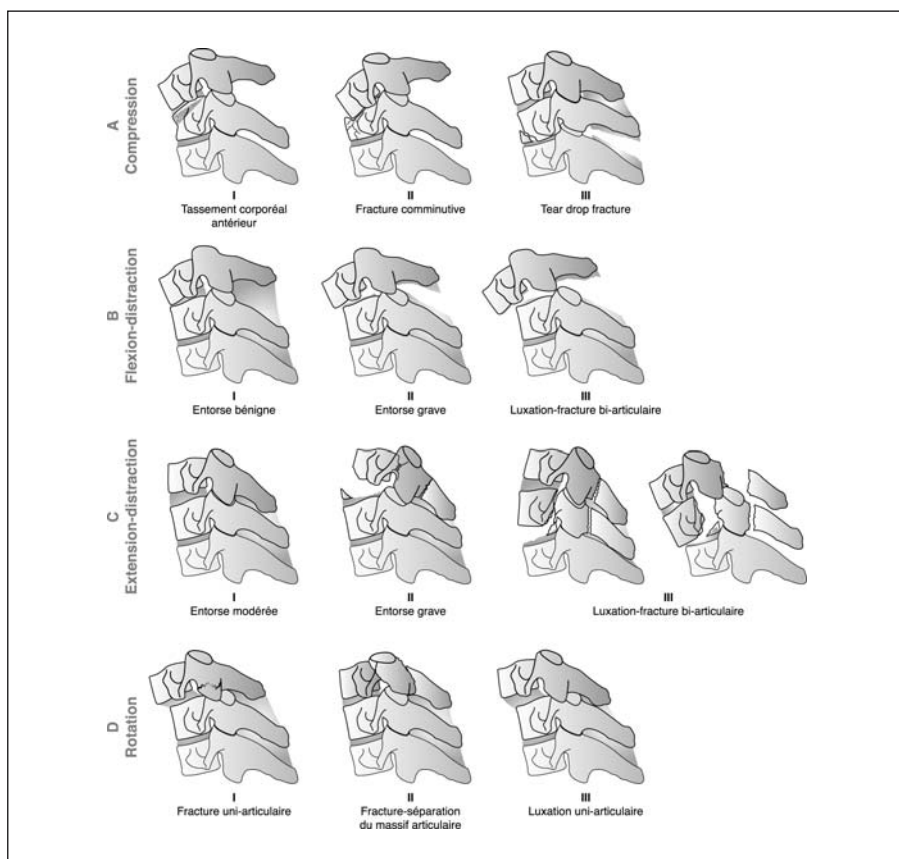 A
Compression
I
Tassement corporéal
antérieur
II
Fracture comminutive
III
Tear drop fracture
B
Flexion-distraction
I
Entorse bénigne
II
Entorse grave
III
Luxation-fracture bi-articulaire
C
Extension-distraction
I
Entorse modérée
II
Entorse grave
III
Luxation-fracture bi-articulaire
D
Rotation
I
Fracture uni-articulaire
II
Fracture-séparation
du massif articulaire
III
Luxation uni-articulaire